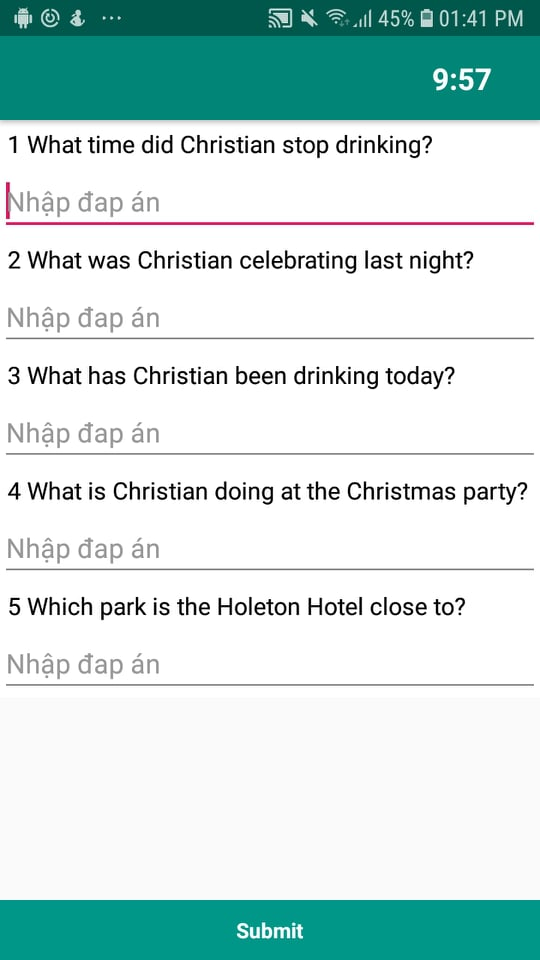 45% 01:41 PM
9:57
1 What time did Christian stop drinking?
Nhập đap án
2 What was Christian celebrating last night?
Nhập đap án
3 What has Christian been drinking today?
Nhập đap án
4 What is Christian doing at the Christmas party?
Nhập đap án
5 Which park is the Holeton Hotel close to?
Nhập đap án
Submit